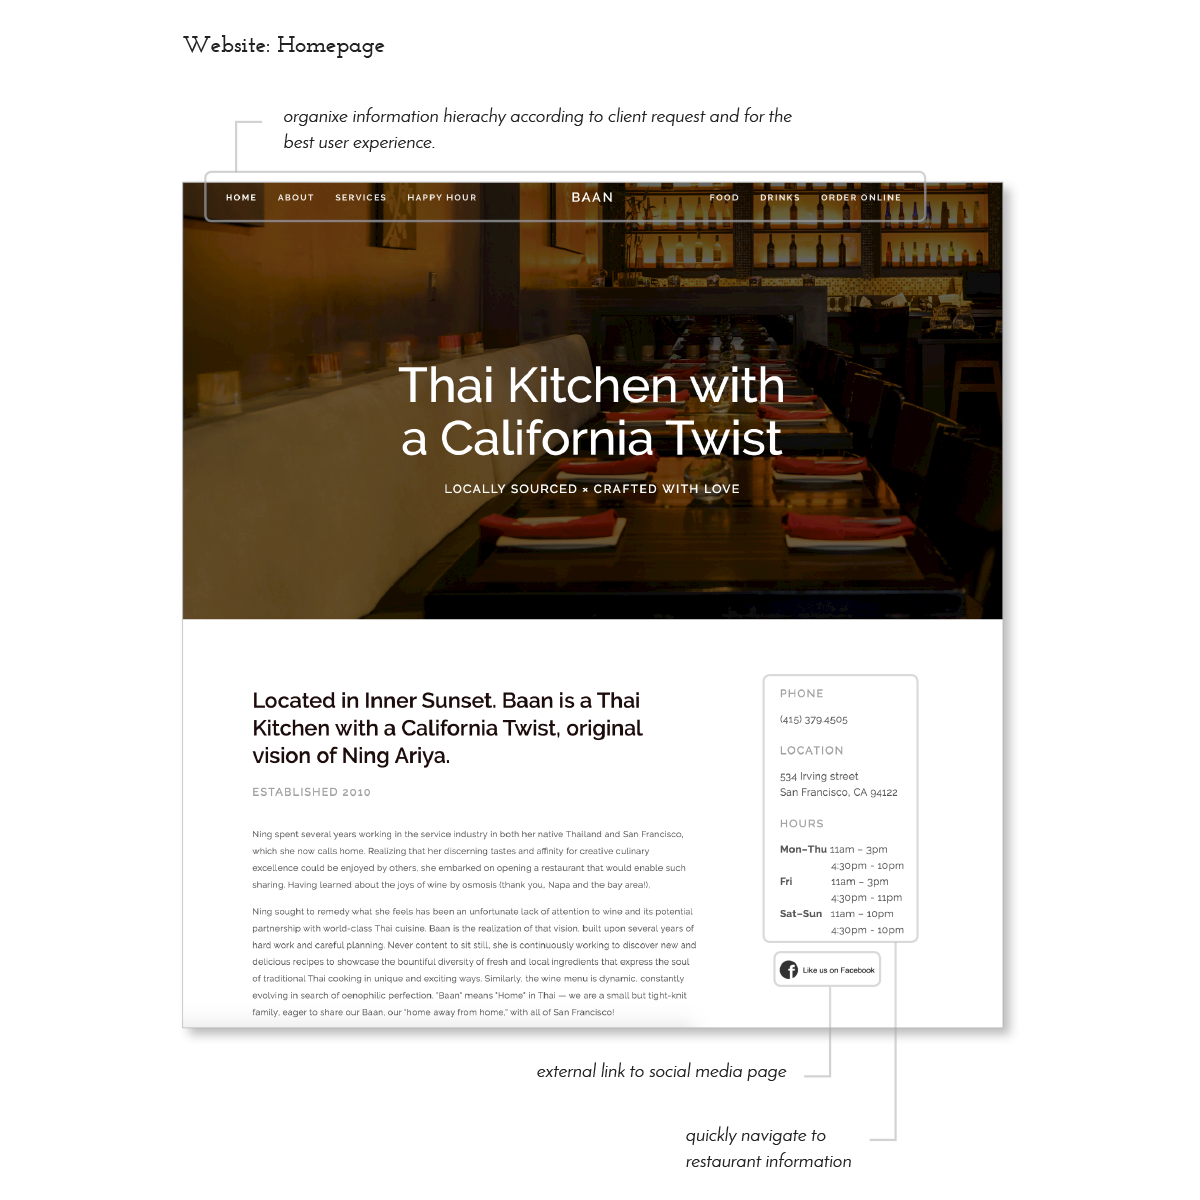 Website: Homepage
organixe information hierachy according to client request and for the
best user experience.
HOME ABOUT SERVICES HAPPY HOUR BAAN FOOD DRINKS ORDER ONLINE
Thai Kitchen with
a California Twist
LOCALLY SOURCED × CRAFTED WITH LOVE
Located in Inner Sunset. Baan is a Thai
Kitchen with a California Twist, original
vision of Ning Ariya.
ESTABLISHED 2010
Ning spent several years working in the service industry in both her native Thailand and San Francisco,
which she now calls home. Realizing that her discerning tastes and affinity for creative culinary
excellence could be enjoyed by others, she embarked on opening a restaurant that would enable such
sharing. Having learned about the joys of wine by osmosis (thank you, Napa and the bay area!).
Ning sought to remedy what she feels has been an unfortunate lack of attention to wine and its potential
partnership with world-class Thai cuisine. Baan is the realization of that vision, built upon several years of
hard work and careful planning. Never content to sit still, she is continuously working to discover new and
delicious recipes to showcase the bountiful diversity of fresh and local ingredients that express the soul
of traditional Thai cooking in unique and exciting ways. Similarly, the wine menu is dynamic, constantly
evolving in search of oenophilic perfection. "Baan" means "Home" in Thai — we are a small but tight-knit
family, eager to share our Baan, our "home away from home," with all of San Francisco!
PHONE
(415) 379 4505
LOCATION
534 Irving street
San Francisco, CA 94122
HOURS
Mon–Thu 11am – 3pm
4:30pm - 10pm
Fri 11am – 3pm
4:30pm - 11pm
Sat–Sun 11am – 10pm
4:30pm - 10pm
Like us on Facebook
external link to social media page
quickly navigate to
restaurant information